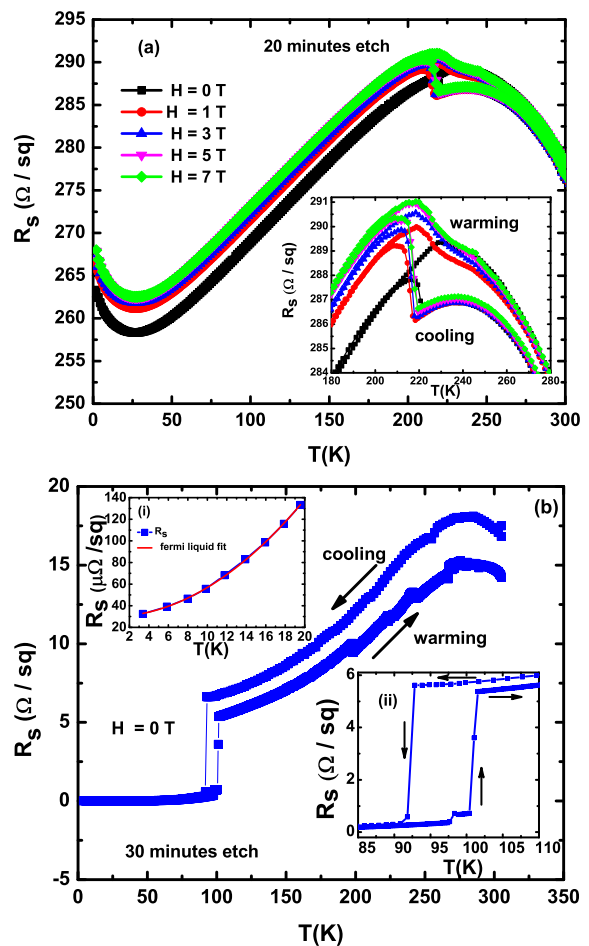 (a)
20 minutes etch
H = 0 T
H = 1 T
H = 3 T
H = 5 T
H = 7 T
R_S (Ω / sq)
295
290
285
280
275
270
265
260
255
250
0 50 100 150 200 250 300
T(K)
291
290
289
288
287
286
285
284
R_S (Ω / sq)
warming
cooling
180 200 220 240 260 280
T(K)
(b)
R_S (Ω / sq)
20
15
10
5
0
-5
0 50 100 150 200 250 300 350
T(K)
cooling
warming
H = 0 T
30 minutes etch
(i)
R_S
fermi liquid fit
R_S (μΩ /sq)
140
120
100
80
60
40
20
2 4 6 8 10 12 14 16 18 20
T(K)
(ii)
R_S (Ω / sq)
6
4
2
0
85 90 95 100 105 110
T(K)